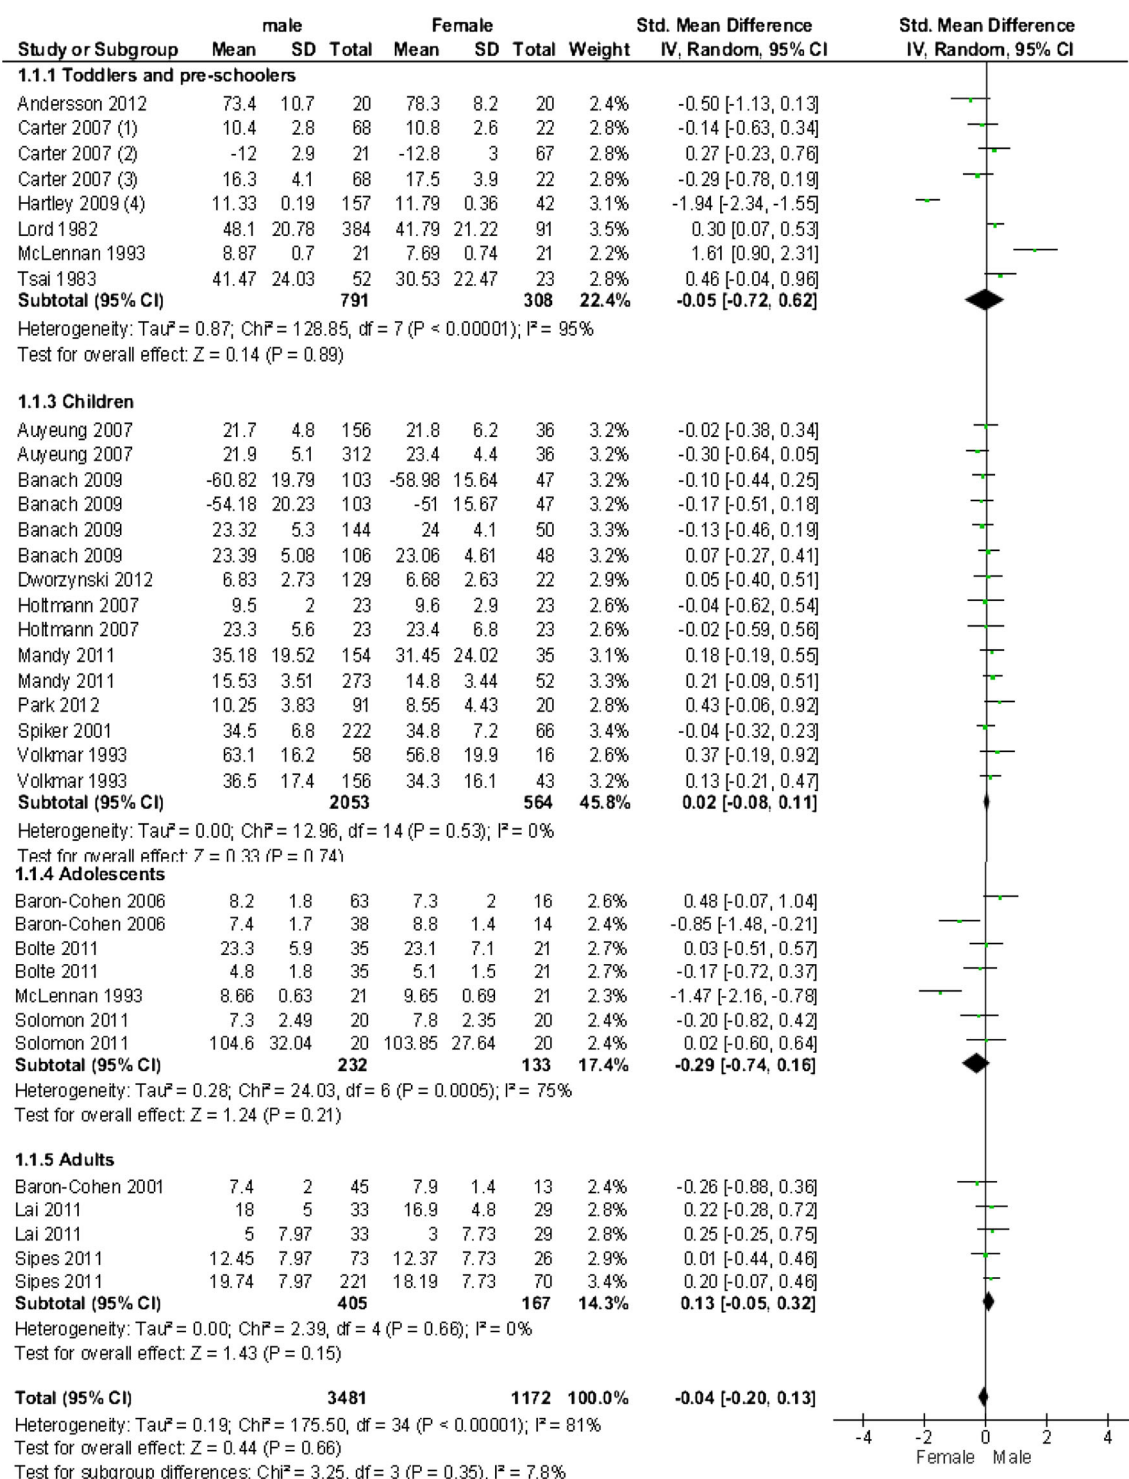 male Female Std. Mean Difference Std. Mean Difference
Study or Subgroup Mean SD Total Mean SD Total Weight IV, Random, 95% CI IV, Random, 95% CI
1.1.1 Toddlers and pre-schoolers
Andersson 2012 73.4 10.7 20 78.3 8.2 20 2.4% -0.50 [-1.13, 0.13]
Carter 2007 (1) 10.4 2.8 68 10.8 2.6 22 2.8% -0.14 [-0.63, 0.34]
Carter 2007 (2) -12 2.9 21 -12.8 3 67 2.8% 0.27 [-0.23, 0.76]
Carter 2007 (3) 16.3 4.1 68 17.5 3.9 22 2.8% -0.29 [-0.78, 0.19]
Hartley 2009 (4) 11.33 0.19 157 11.79 0.36 42 3.1% -1.94 [-2.34, -1.55]
Lord 1982 48.1 20.78 384 41.79 21.22 91 3.5% 0.30 [0.07, 0.53]
McLennan 1993 8.87 0.7 21 7.69 0.74 21 2.2% 1.61 [0.90, 2.31]
Tsai 1983 41.47 24.03 52 30.53 22.47 23 2.8% 0.46 [-0.04, 0.96]
Subtotal (95% CI) 791 308 22.4% -0.05 [-0.72, 0.62]
Heterogeneity: Tau² = 0.87; Chi² = 128.85, df = 7 (P < 0.00001); I² = 95%
Test for overall effect: Z = 0.14 (P = 0.89)
1.1.3 Children
Auyeung 2007 21.7 4.8 156 21.8 6.2 36 3.2% -0.02 [-0.38, 0.34]
Auyeung 2007 21.9 5.1 312 23.4 4.4 36 3.2% -0.30 [-0.64, 0.05]
Banach 2009 -60.82 19.79 103 -58.98 15.64 47 3.2% -0.10 [-0.44, 0.25]
Banach 2009 -54.18 20.23 103 -51 15.67 47 3.2% -0.17 [-0.51, 0.18]
Banach 2009 23.32 5.3 144 24 4.1 50 3.3% -0.13 [-0.46, 0.19]
Banach 2009 23.39 5.08 106 23.06 4.61 48 3.2% 0.07 [-0.27, 0.41]
Dworzynski 2012 6.83 2.73 129 6.68 2.63 22 2.9% 0.05 [-0.40, 0.51]
Holtmann 2007 9.5 2 23 9.6 2.9 23 2.6% -0.04 [-0.62, 0.54]
Holtmann 2007 23.3 5.6 23 23.4 6.8 23 2.6% -0.02 [-0.59, 0.56]
Mandy 2011 35.18 19.52 154 31.45 24.02 35 3.1% 0.18 [-0.19, 0.55]
Mandy 2011 15.53 3.51 273 14.8 3.44 52 3.3% 0.21 [-0.09, 0.51]
Park 2012 10.25 3.83 91 8.55 4.43 20 2.8% 0.43 [-0.06, 0.92]
Spiker 2001 34.5 6.8 222 34.8 7.2 66 3.4% -0.04 [-0.32, 0.23]
Volkmar 1993 63.1 16.2 58 56.8 19.9 16 2.6% 0.37 [-0.19, 0.92]
Volkmar 1993 36.5 17.4 156 34.3 16.1 43 3.2% 0.13 [-0.21, 0.47]
Subtotal (95% CI) 2053 564 45.8% 0.02 [-0.08, 0.11]
Heterogeneity: Tau² = 0.00; Chi² = 12.96, df = 14 (P = 0.53); I² = 0%
Test for overall effect: Z = 0.33 (P = 0.74)
1.1.4 Adolescents
Baron-Cohen 2006 8.2 1.8 63 7.3 2 16 2.6% 0.48 [-0.07, 1.04]
Baron-Cohen 2006 7.4 1.7 38 8.8 1.4 14 2.4% -0.85 [-1.48, -0.21]
Bolte 2011 23.3 5.9 35 23.1 7.1 21 2.7% 0.03 [-0.51, 0.57]
Bolte 2011 4.8 1.8 35 5.1 1.5 21 2.7% -0.17 [-0.72, 0.37]
McLennan 1993 8.66 0.63 21 9.65 0.69 21 2.3% -1.47 [-2.16, -0.78]
Solomon 2011 7.3 2.49 20 7.8 2.35 20 2.4% -0.20 [-0.82, 0.42]
Solomon 2011 104.6 32.04 20 103.85 27.64 20 2.4% 0.02 [-0.60, 0.64]
Subtotal (95% CI) 232 133 17.4% -0.29 [-0.74, 0.16]
Heterogeneity: Tau² = 0.28; Chi² = 24.03, df = 6 (P = 0.0005); I² = 75%
Test for overall effect: Z = 1.24 (P = 0.21)
1.1.5 Adults
Baron-Cohen 2001 7.4 2 45 7.9 1.4 13 2.4% -0.26 [-0.88, 0.36]
Lai 2011 18 5 33 16.9 4.8 29 2.8% 0.22 [-0.28, 0.72]
Lai 2011 5 7.97 33 3 7.73 29 2.8% 0.25 [-0.25, 0.75]
Sipes 2011 12.45 7.97 73 12.37 7.73 26 2.9% 0.01 [-0.44, 0.46]
Sipes 2011 19.74 7.97 221 18.19 7.73 70 3.4% 0.20 [-0.07, 0.46]
Subtotal (95% CI) 405 167 14.3% 0.13 [-0.05, 0.32]
Heterogeneity: Tau² = 0.00; Chi² = 2.39, df = 4 (P = 0.66); I² = 0%
Test for overall effect: Z = 1.43 (P = 0.15)
Total (95% CI) 3481 1172 100.0% -0.04 [-0.20, 0.13]
Heterogeneity: Tau² = 0.19; Chi² = 175.50, df = 34 (P < 0.00001); I² = 81%
Test for overall effect: Z = 0.44 (P = 0.66)
Test for subgroup differences: Chi² = 3.25, df = 3 (P = 0.35), I² = 7.8%
-4 -2 0 2 4
Female Male